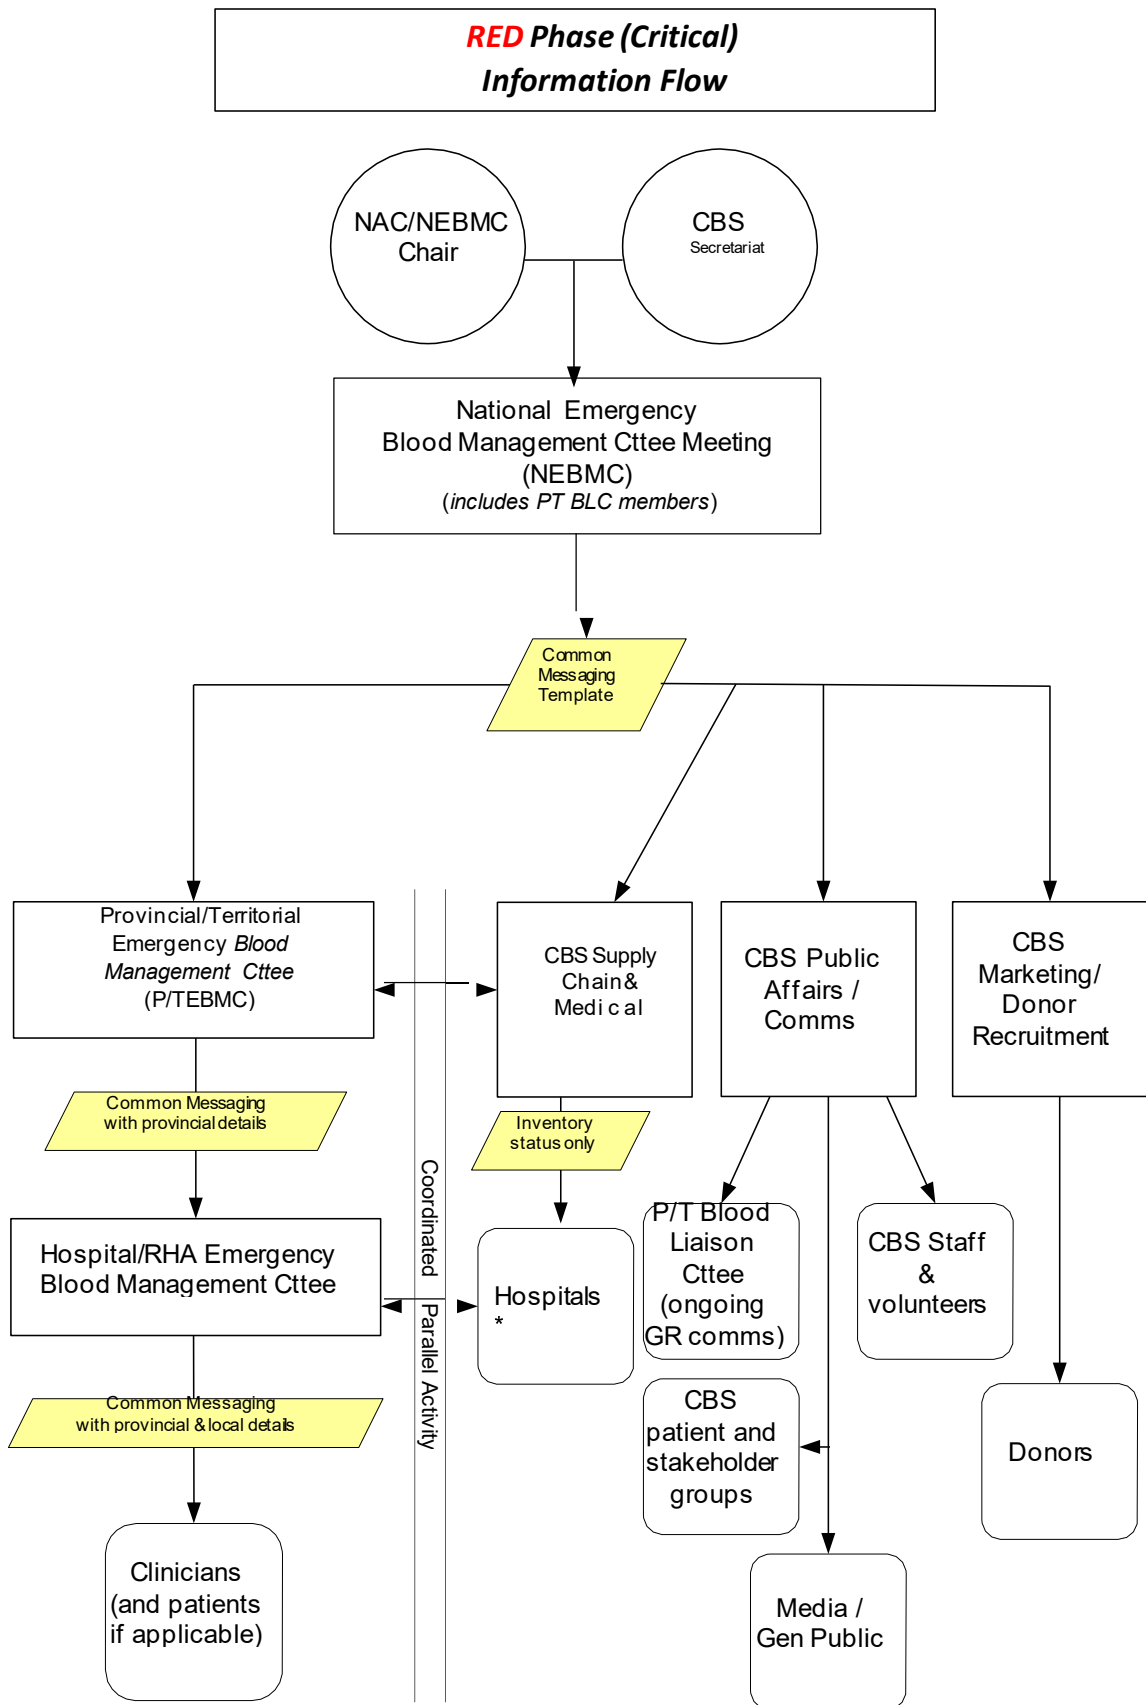 RED Phase (Critical)
Information Flow
NAC/NEBMC
Chair
CBS
Secretariat
National Emergency
Blood Management Cttee Meeting
(NEBMC)
(includes PT BLC members)
Common
Messaging
Template
Provincial/Territorial
Emergency Blood
Management Cttee
(P/TEBMC)
CBS Supply
Chain &
Medical
CBS Public
Affairs /
Comms
CBS
Marketing/
Donor
Recruitment
Common Messaging
with provincial details
Inventory
status only
Coordinated Parallel Activity
Hospital/RHA Emergency
Blood Management Cttee
Hospitals
*
P/T Blood
Liaison
Cttee
(ongoing
GR comms)
CBS Staff
&
volunteers
Common Messaging
with provincial & local details
CBS
patient and
stakeholder
groups
Donors
Clinicians
(and patients
if applicable)
Media /
Gen Public